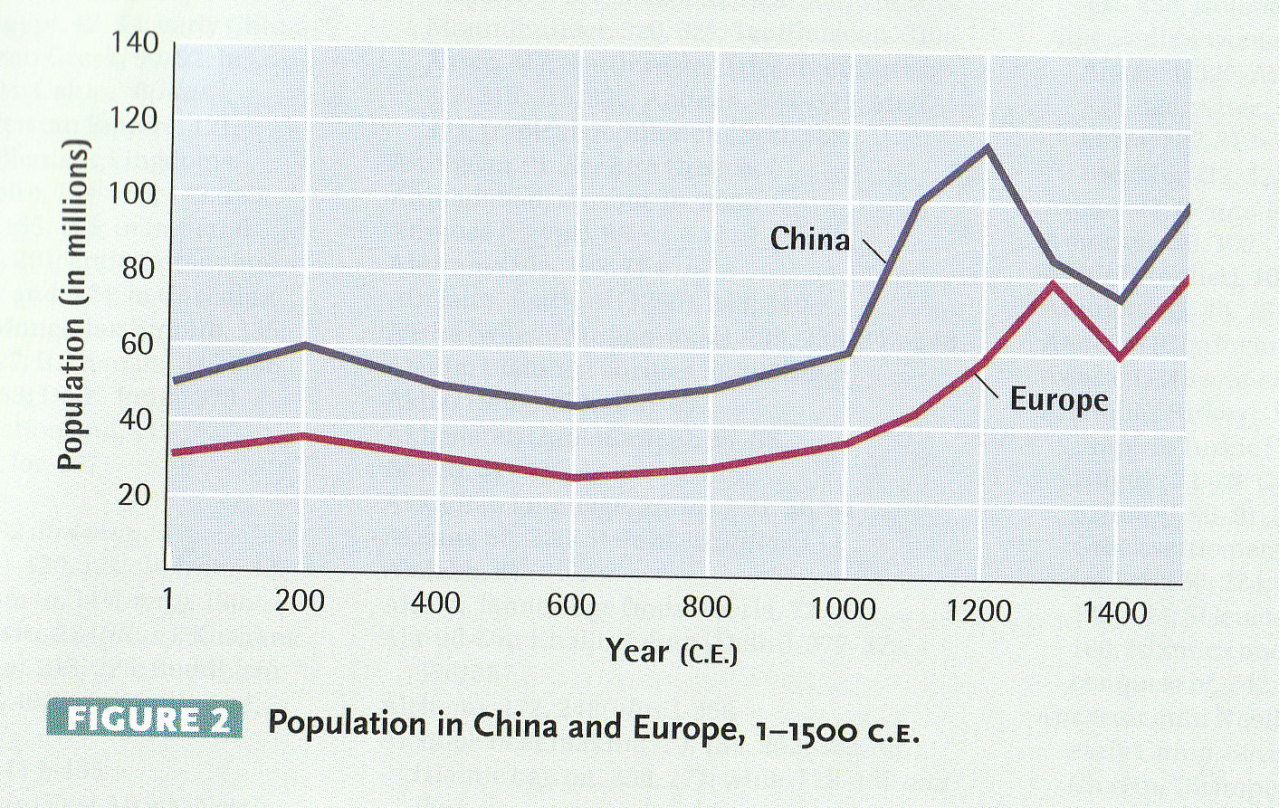 140
120
100
80
60
40
20
Population (in millions)
China
Europe
1 200 400 600 800 1000 1200 1400
Year (C.E.)
FIGURE 2 Population in China and Europe, 1–1500 C.E.